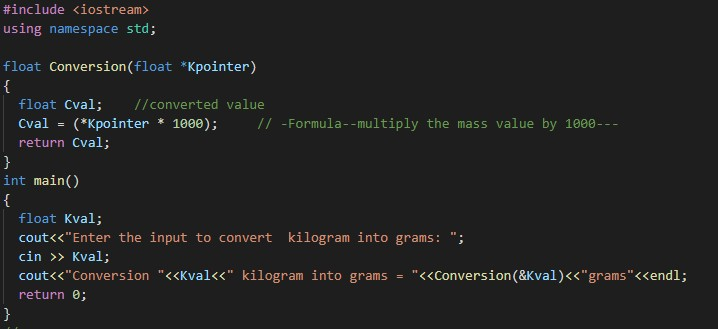 #include <iostream>
using namespace std;
float Conversion(float *Kpointer)
{
float Cval;    //converted value
Cval = (*Kpointer * 1000);     // -Formula--multiply the mass value by 1000---
return Cval;
}
int main()
{
float Kval;
cout<<"Enter the input to convert  kilogram into grams: ";
cin >> Kval;
cout<<"Conversion "<<Kval<<" kilogram into grams = "<<Conversion(&Kval)<<"grams"<<endl;
return 0;
}